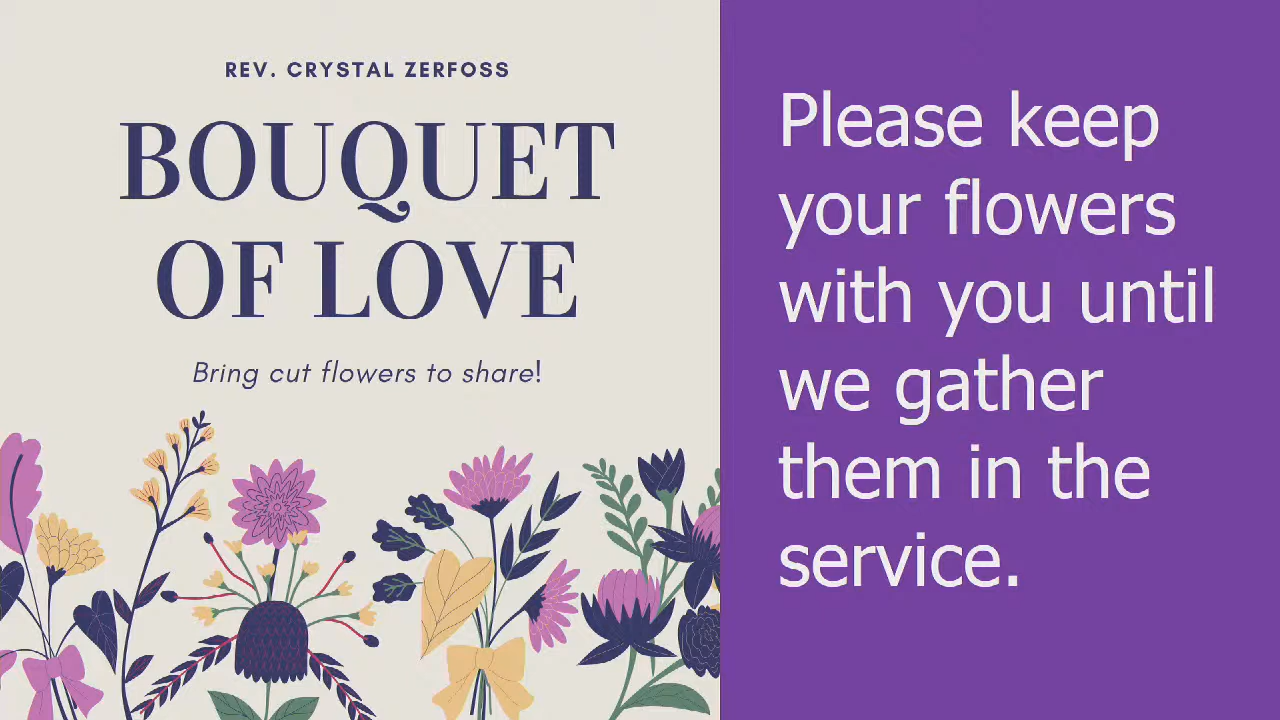 REV. CRYSTAL ZERFOSS
BOUQUET
OF LOVE
Bring cut flowers to share!
Please keep
your flowers
with you until
we gather
them in the
service.